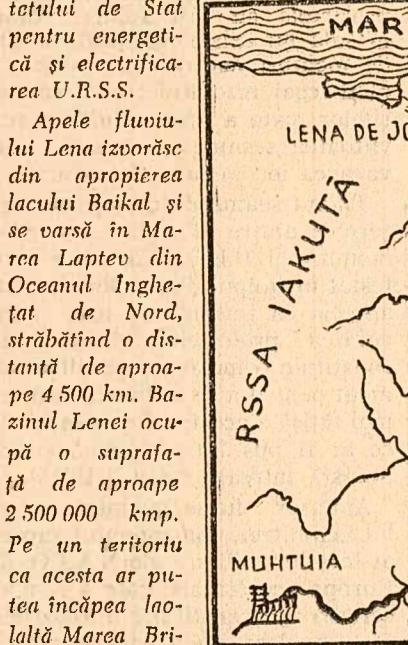 tetului de Stat
pentru energeti-
că și electrifica-
rea U.R.S.S.
Apele fluviu-
lui Lena izvorăsc
din apropierea
lacului Baikal și
se varsă în Ma-
rea Laptev din
Oceanul Înghe-
țat de Nord,
străbătînd o dis-
tanță de aproa-
pe 4 500 km. Ba-
zinul Lenei ocu-
pă o suprafa-
ță de aproape
2 500 000 kmp.
Pe un teritoriu
ca acesta ar pu-
tea încăpea lao-
laltă Marea Bri-
MAR
LENA DE JO
RSSA IAKUTĂ
MUHTUIA